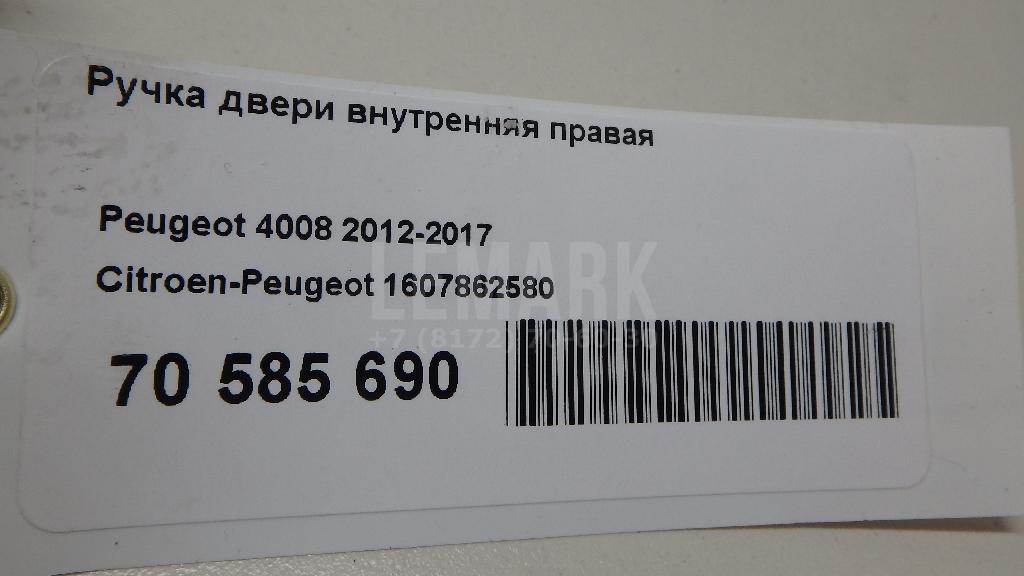 Ручка двери внутренняя правая
Peugeot 4008 2012-2017
LEMARK
Citroen-Peugeot 1607862580
70 585 690